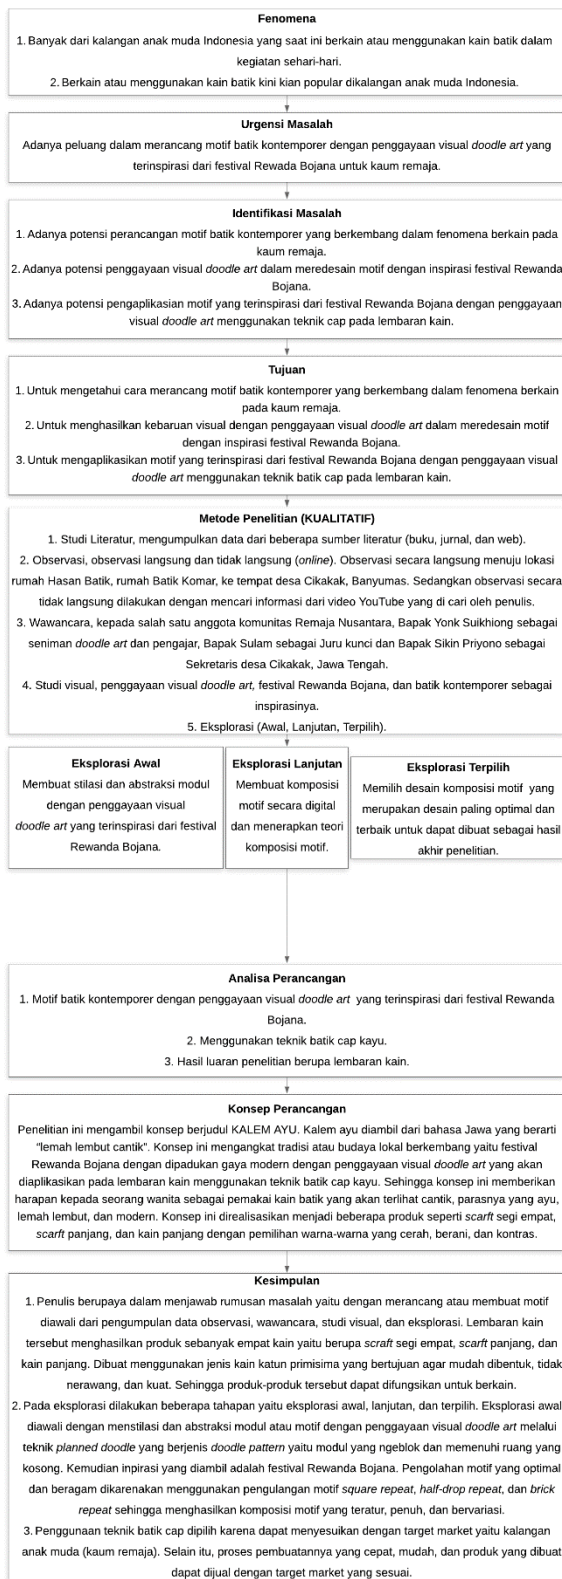 Fenomena
1. Banyak dari kalangan anak muda Indonesia yang saat ini berkain atau menggunakan kain batik dalam
kegiatan sehari-hari.
2. Berkain atau menggunakan kain batik kini kian popular dikalangan anak muda Indonesia.
Urgensi Masalah
Adanya peluang dalam merancang motif batik kontemporer dengan penggayaan visual doodle art yang
terinspirasi dari festival Rewada Bojana untuk kaum remaja.
Identifikasi Masalah
1. Adanya potensi perancangan motif batik kontemporer yang berkembang dalam fenomena berkain pada
kaum remaja.
2. Adanya potensi penggayaan visual doodle art dalam meredesain motif dengan inspirasi festival Rewanda
Bojana.
3. Adanya potensi pengaplikasian motif yang terinspirasi dari festival Rewanda Bojana dengan penggayaan
visual doodle art menggunakan teknik cap pada lembaran kain.
Tujuan
1. Untuk mengetahui cara merancang motif batik kontemporer yang berkembang dalam fenomena berkain
pada kaum remaja.
2. Untuk menghasilkan kebaruan visual dengan penggayaan visual doodle art dalam meredesain motif
dengan inspirasi festival Rewanda Bojana.
3. Untuk mengaplikasikan motif yang terinspirasi dari festival Rewanda Bojana dengan penggayaan visual
doodle art menggunakan teknik batik cap pada lembaran kain.
Metode Penelitian (KUALITATIF)
1. Studi Literatur, mengumpulkan data dari beberapa sumber literatur (buku, jurnal, dan web).
2. Observasi, observasi langsung dan tidak langsung (online). Observasi secara langsung menuju lokasi
rumah Hasan Batik, rumah Batik Komar, ke tempat desa Cikakak, Banyumas. Sedangkan observasi secara
tidak langsung dilakukan dengan mencari informasi dari video YouTube yang di cari oleh penulis.
3. Wawancara, kepada salah satu anggota komunitas Remaja Nusantara, Bapak Yonk Suikhiong sebagai
seniman doodle art dan pengajar, Bapak Sulam sebagai Juru kunci dan Bapak Sikin Priyono sebagai
Sekretaris desa Cikakak, Jawa Tengah.
4. Studi visual, penggayaan visual doodle art, festival Rewanda Bojana, dan batik kontemporer sebagai
inspirasinya.
5. Eksplorasi (Awal, Lanjutan, Terpilih).
Eksplorasi Awal
Membuat stilasi dan abstraksi modul
dengan penggayaan visual
doodle art yang terinspirasi dari festival
Rewanda Bojana.
Eksplorasi Lanjutan
Membuat komposisi
motif secara digital
dan menerapkan teori
komposisi motif.
Eksplorasi Terpilih
Memilih desain komposisi motif yang
merupakan desain paling optimal dan
terbaik untuk dapat dibuat sebagai hasil
akhir penelitian.
Analisa Perancangan
1. Motif batik kontemporer dengan penggayaan visual doodle art yang terinspirasi dari festival Rewanda
Bojana.
2. Menggunakan teknik batik cap kayu.
3. Hasil luaran penelitian berupa lembaran kain.
Konsep Perancangan
Penelitian ini mengambil konsep berjudul KALEM AYU. Kalem ayu diambil dari bahasa Jawa yang berarti
"lemah lembut cantik". Konsep ini mengangkat tradisi atau budaya lokal berkembang yaitu festival
Rewanda Bojana dengan dipadukan gaya modern dengan penggayaan visual doodle art yang akan
diaplikasikan pada lembaran kain menggunakan teknik batik cap kayu. Sehingga konsep ini memberikan
harapan kepada seorang wanita sebagai pemakai kain batik yang akan terlihat cantik, parasnya yang ayu,
lemah lembut, dan modern. Konsep ini direalisasikan menjadi beberapa produk seperti scarft segi empat,
scarft panjang, dan kain panjang dengan pemilihan warna-warna yang cerah, berani, dan kontras.
Kesimpulan
1. Penulis berupaya dalam menjawab rumusan masalah yaitu dengan merancang atau membuat motif
diawali dari pengumpulan data observasi, wawancara, studi visual, dan eksplorasi. Lembaran kain
tersebut menghasilkan produk sebanyak empat kain yaitu berupa scraft segi empat, scarft panjang, dan
kain panjang. Dibuat menggunakan jenis kain katun primisima yang bertujuan agar mudah dibentuk, tidak
nerawang, dan kuat. Sehingga produk-produk tersebut dapat difungsikan untuk berkain.
2. Pada eksplorasi dilakukan beberapa tahapan yaitu eksplorasi awal, lanjutan, dan terpilih. Eksplorasi awal
diawali dengan menstilasi dan abstraksi modul atau motif dengan penggayaan visual doodle art melalui
teknik planned doodle yang berjenis doodle pattern yaitu modul yang ngeblok dan memenuhi ruang yang
kosong. Kemudian inpirasi yang diambil adalah festival Rewanda Bojana. Pengolahan motif yang optimal
dan beragam dikarenakan menggunakan pengulangan motif square repeat, half-drop repeat, dan brick
repeat sehingga menghasilkan komposisi motif yang teratur, penuh, dan bervariasi.
3. Penggunaan teknik batik cap dipilih karena dapat menyesuikan dengan target market yaitu kalangan
anak muda (kaum remaja). Selain itu, proses pembuatannya yang cepat, mudah, dan produk yang dibuat
dapat dijual dengan target market yang sesuai.